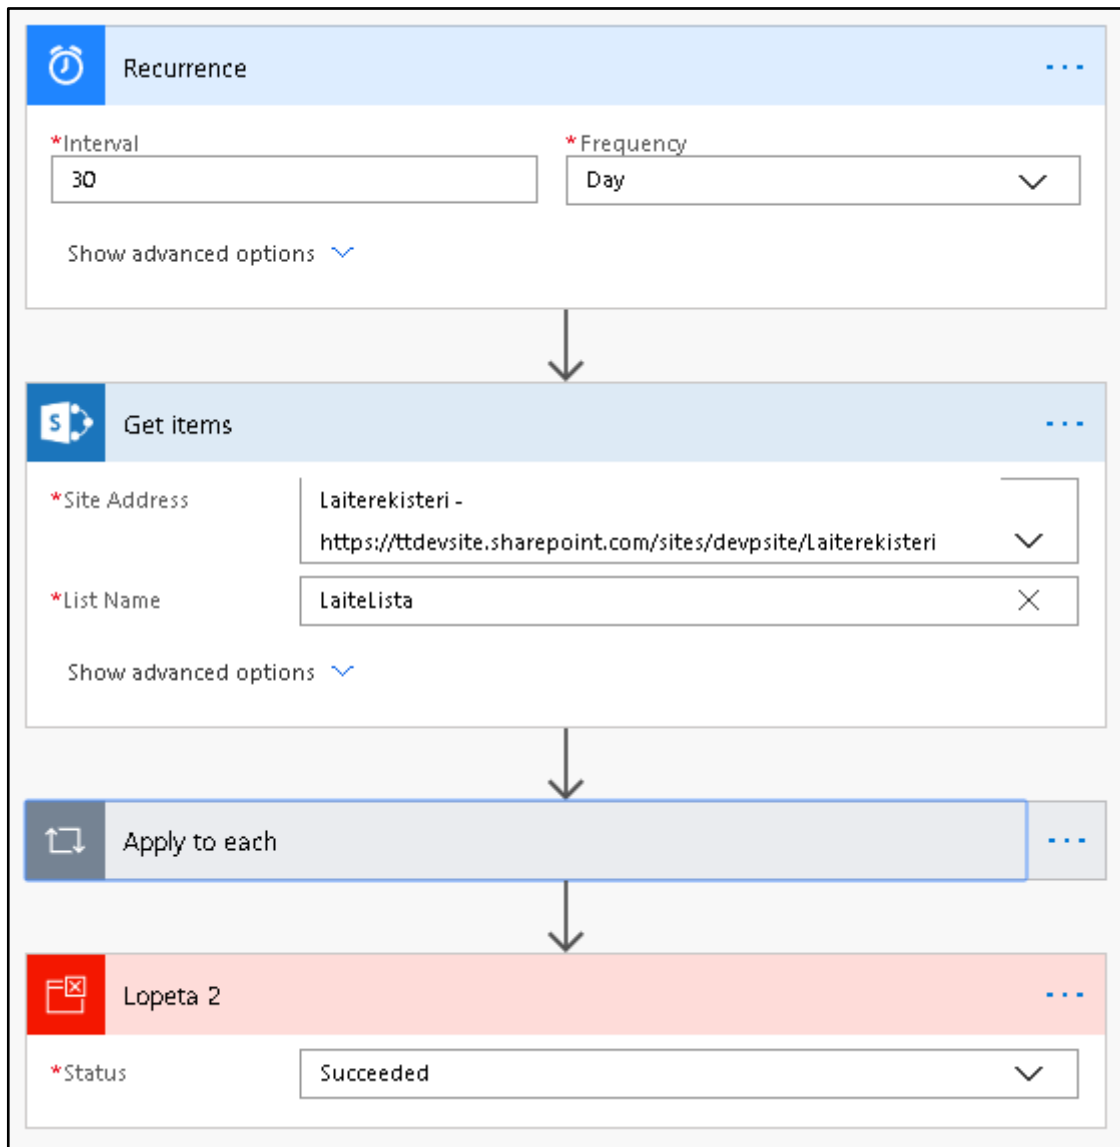 Recurrence
*Interval
*Frequency
30
Day
Show advanced options
S
Get items
*Site Address
Laiterekisteri -
https://ttdevsite.sharepoint.com/sites/devpsite/Laiterekisteri
*List Name
LaiteLista
Show advanced options
Apply to each
Lopeta 2
*Status
Succeeded